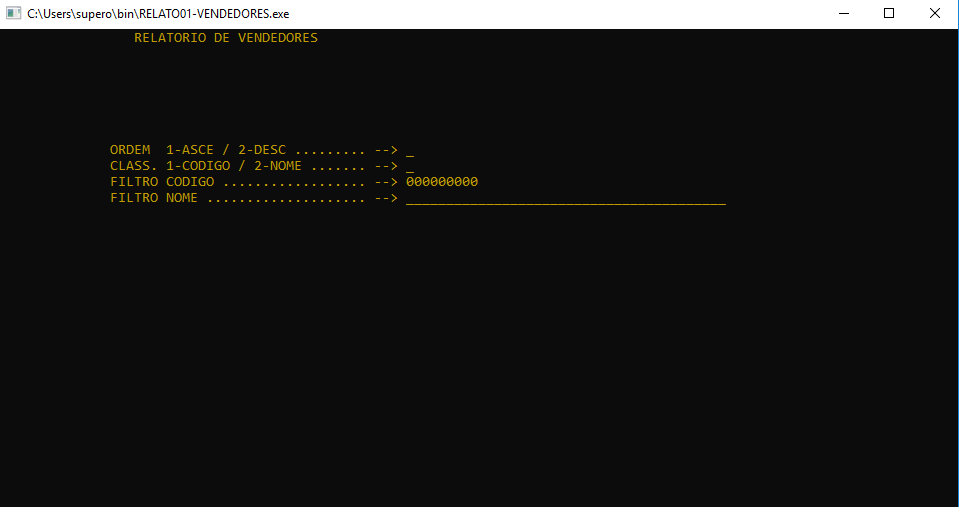 C:\Users\supero\bin\RELATO01-VENDEDORES.exe
RELATORIO DE VENDEDORES
ORDEM  1-ASCE / 2-DESC ......... --> _
CLASS. 1-CODIGO / 2-NOME ....... --> _
FILTRO CODIGO .................. --> 000000000
FILTRO NOME .................... --> ________________________________________